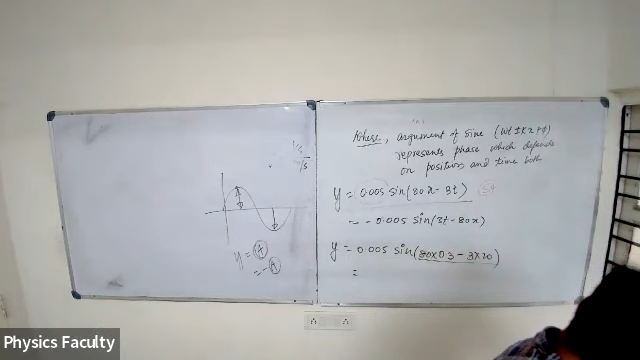 Phase, argument of sine (ωt ± kx + φ)
represents phase which depends
on position and time both
y = 0.005 sin(80x - 3t)
= - 0.005 sin(3t - 80x)
y = 0.005 sin(80×0.3 - 3×20)
=
y = A
= - A
Physics Faculty